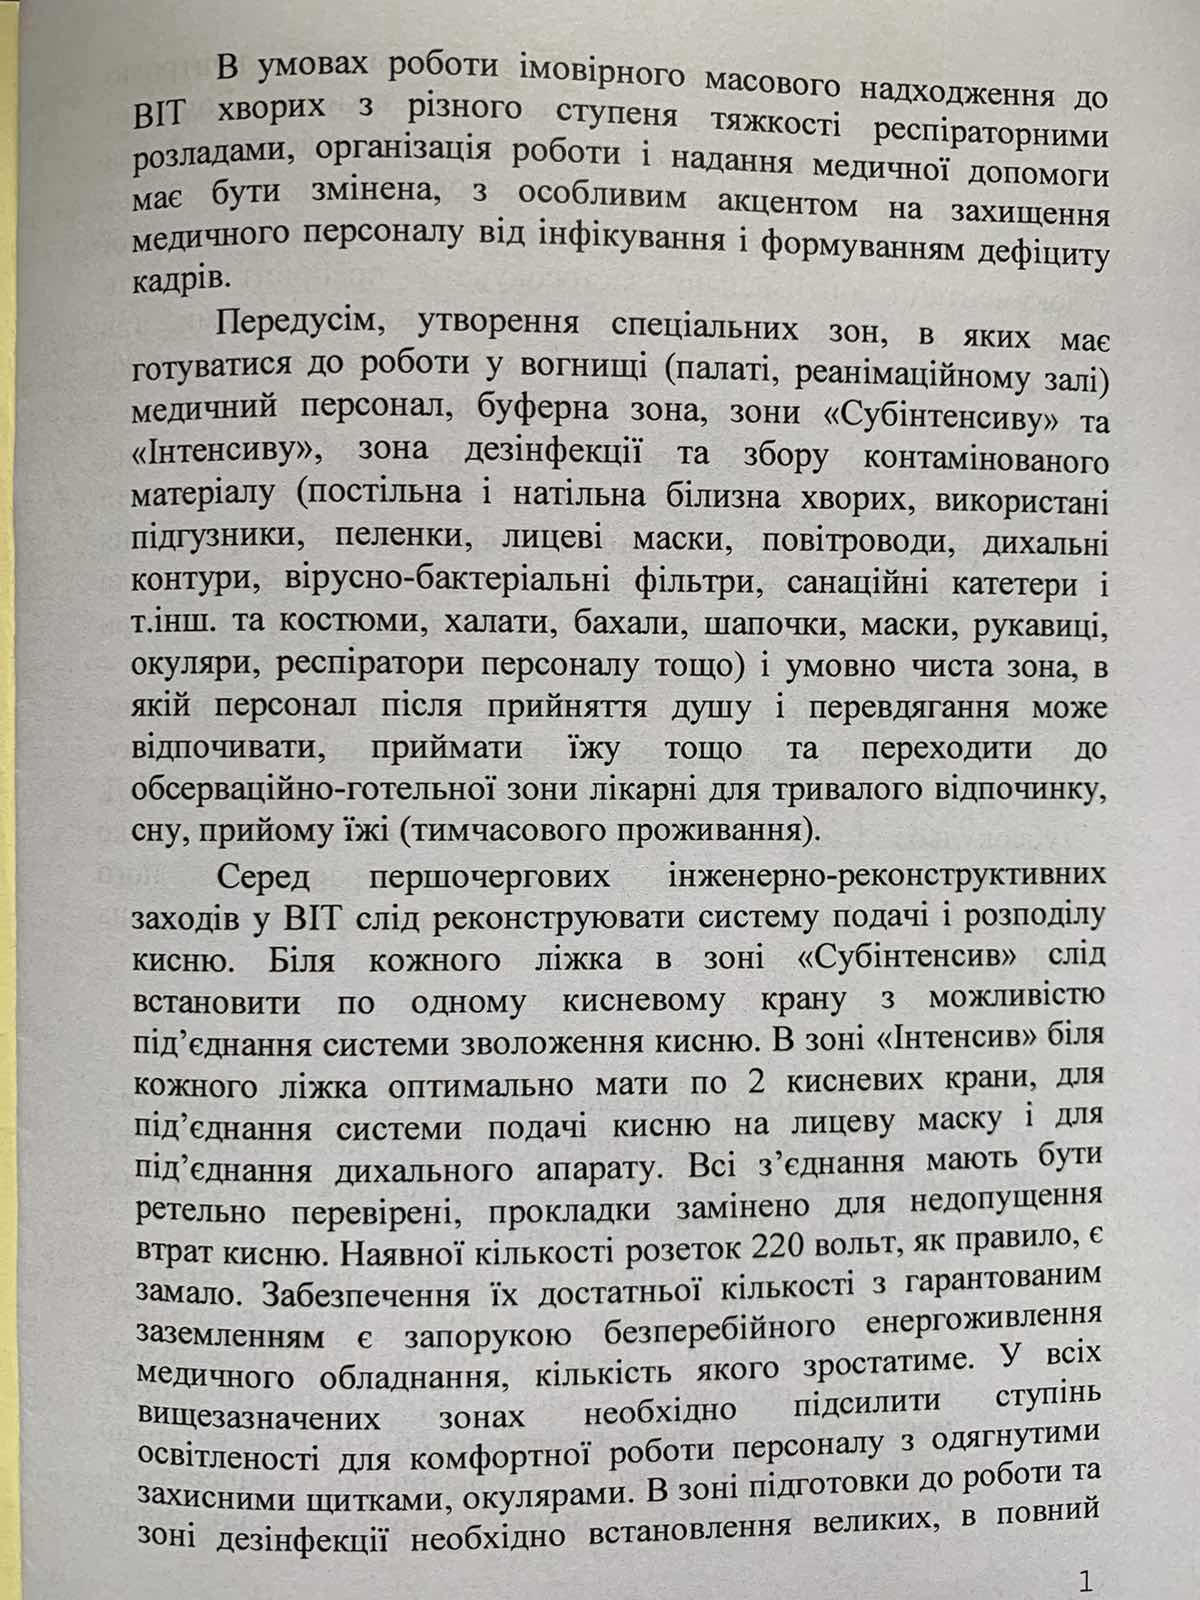 В умовах роботи імовірного масового надходження до
ВІТ хворих з різного ступеня тяжкості респіраторними
розладами, організація роботи і надання медичної допомоги
має бути змінена, з особливим акцентом на захищення
медичного персоналу від інфікування і формуванням дефіциту
кадрів.
Передусім, утворення спеціальних зон, в яких має
готуватися до роботи у вогнищі (палаті, реанімаційному залі)
медичний персонал, буферна зона, зони «Субінтенсиву» та
«Інтенсиву», зона дезінфекції та збору контамінованого
матеріалу (постільна і натільна білизна хворих, використані
підгузники, пеленки, лицеві маски, повітроводи, дихальні
контури, вірусно-бактеріальні фільтри, санаційні катетери і
т.інш. та костюми, халати, бахали, шапочки, маски, рукавиці,
окуляри, респіратори персоналу тощо) і умовно чиста зона, в
якій персонал після прийняття душу і перевдягання може
відпочивати, приймати їжу тощо та переходити до
обсерваційно-готельної зони лікарні для тривалого відпочинку,
сну, прийому їжі (тимчасового проживання).
Серед першочергових інженерно-реконструктивних
заходів у ВІТ слід реконструювати систему подачі і розподілу
кисню. Біля кожного ліжка в зоні «Субінтенсив» слід
встановити по одному кисневому крану з можливістю
під’єднання системи зволоження кисню. В зоні «Інтенсив» біля
кожного ліжка оптимально мати по 2 кисневих крани, для
під’єднання системи подачі кисню на лицеву маску і для
під’єднання дихального апарату. Всі з’єднання мають бути
ретельно перевірені, прокладки замінено для недопущення
втрат кисню. Наявної кількості розеток 220 вольт, як правило, є
замало. Забезпечення їх достатньої кількості з гарантованим
заземленням є запорукою безперебійного енергоживлення
медичного обладнання, кількість якого зростатиме. У всіх
вищезазначених зонах необхідно підсилити ступінь
освітленості для комфортної роботи персоналу з одягнутими
захисними щитками, окулярами. В зоні підготовки до роботи та
зоні дезінфекції необхідно встановлення великих, в повний
1